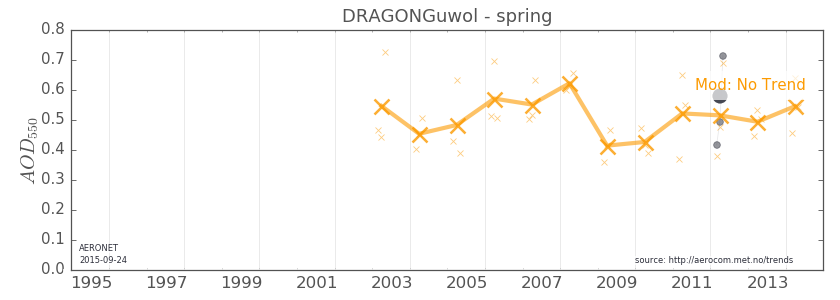 DRAGONGuwol - spring
0.8
0.7
0.6
0.5
0.4
0.3
0.2
0.1
0.0
AOD550
Mod: No Trend
AERONET
2015-09-24
source: http://aerocom.met.no/trends
1995 1997 1999 2001 2003 2005 2007 2009 2011 2013